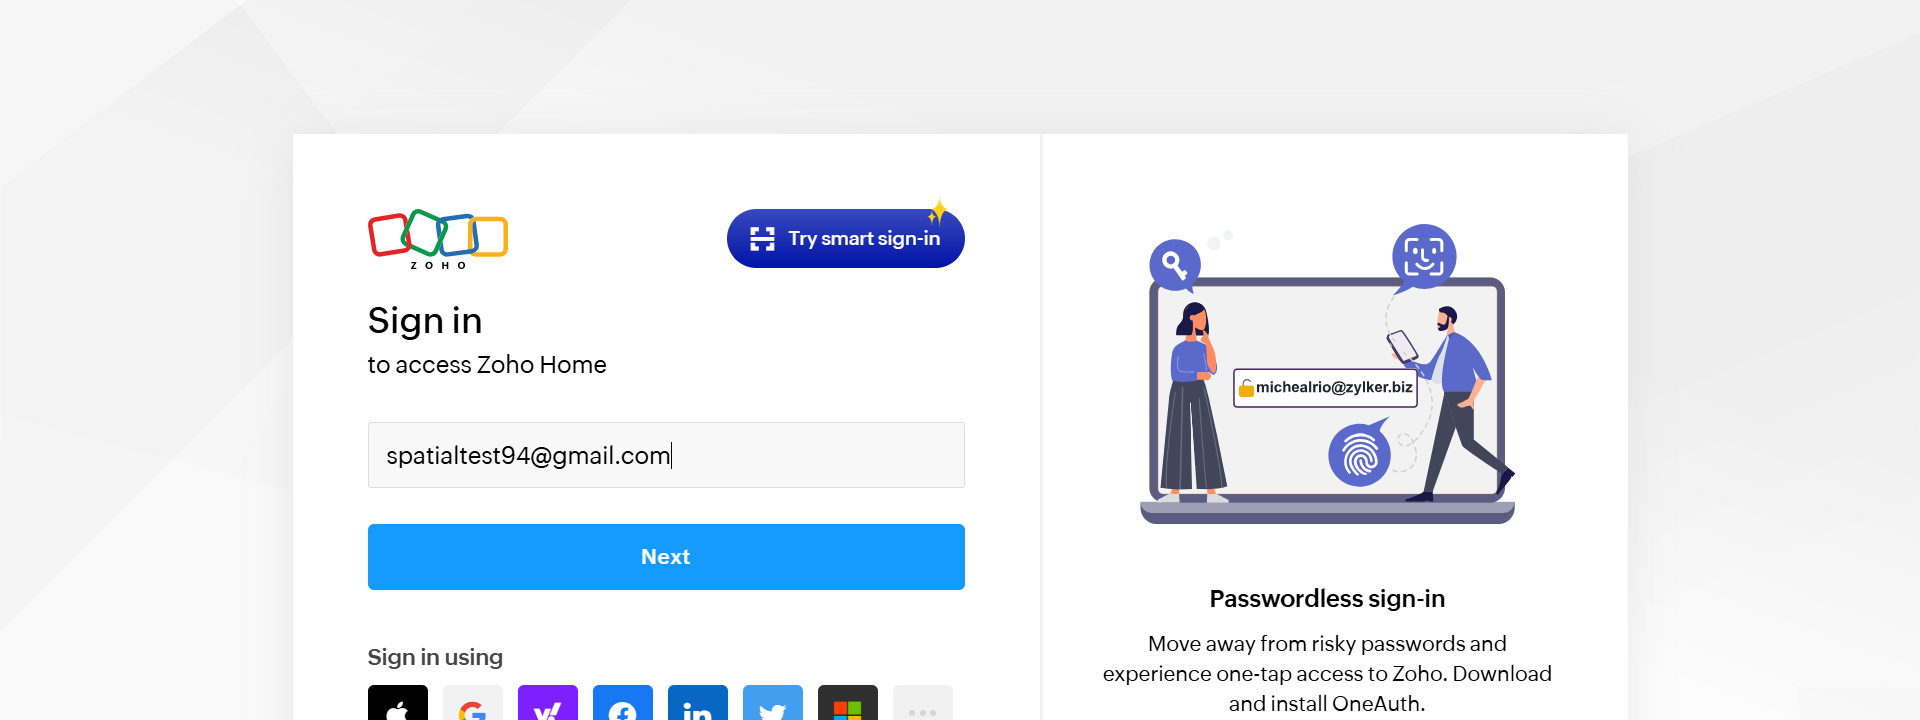 ZOHO
Try smart sign-in
Sign in
to access Zoho Home
spatialtest94@gmail.com
Next
Sign in using
michealrio@zylker.biz
Passwordless sign-in
Move away from risky passwords and
experience one-tap access to Zoho. Download
and install OneAuth.